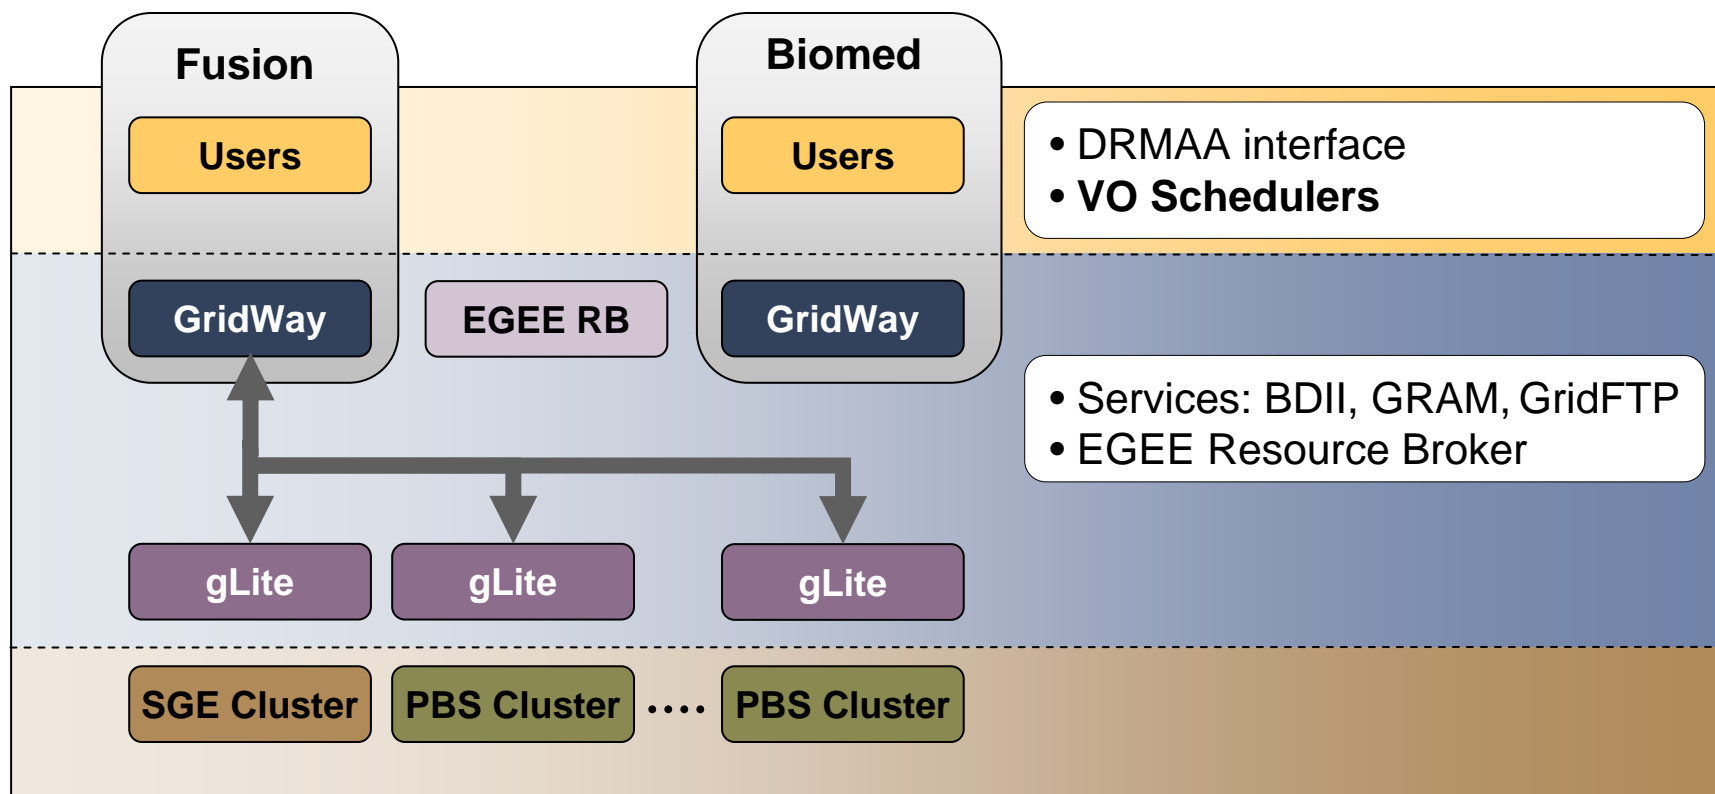 Fusion
Biomed
Users
Users
• DRMAA interface
• VO Schedulers
GridWay
EGEE RB
GridWay
• Services: BDII, GRAM, GridFTP
• EGEE Resource Broker
gLite
gLite
gLite
SGE Cluster
PBS Cluster
....
PBS Cluster